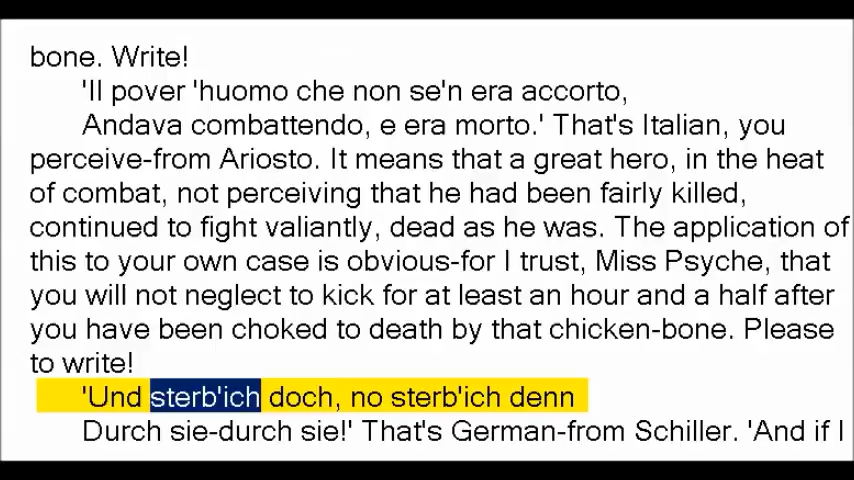 bone. Write!
'Il pover 'huomo che non se'n era accorto,
Andava combattendo, e era morto.' That's Italian, you
perceive-from Ariosto. It means that a great hero, in the heat
of combat, not perceiving that he had been fairly killed,
continued to fight valiantly, dead as he was. The application of
this to your own case is obvious-for I trust, Miss Psyche, that
you will not neglect to kick for at least an hour and a half after
you have been choked to death by that chicken-bone. Please
to write!
'Und sterb'ich doch, no sterb'ich denn
Durch sie-durch sie!' That's German-from Schiller. 'And if I